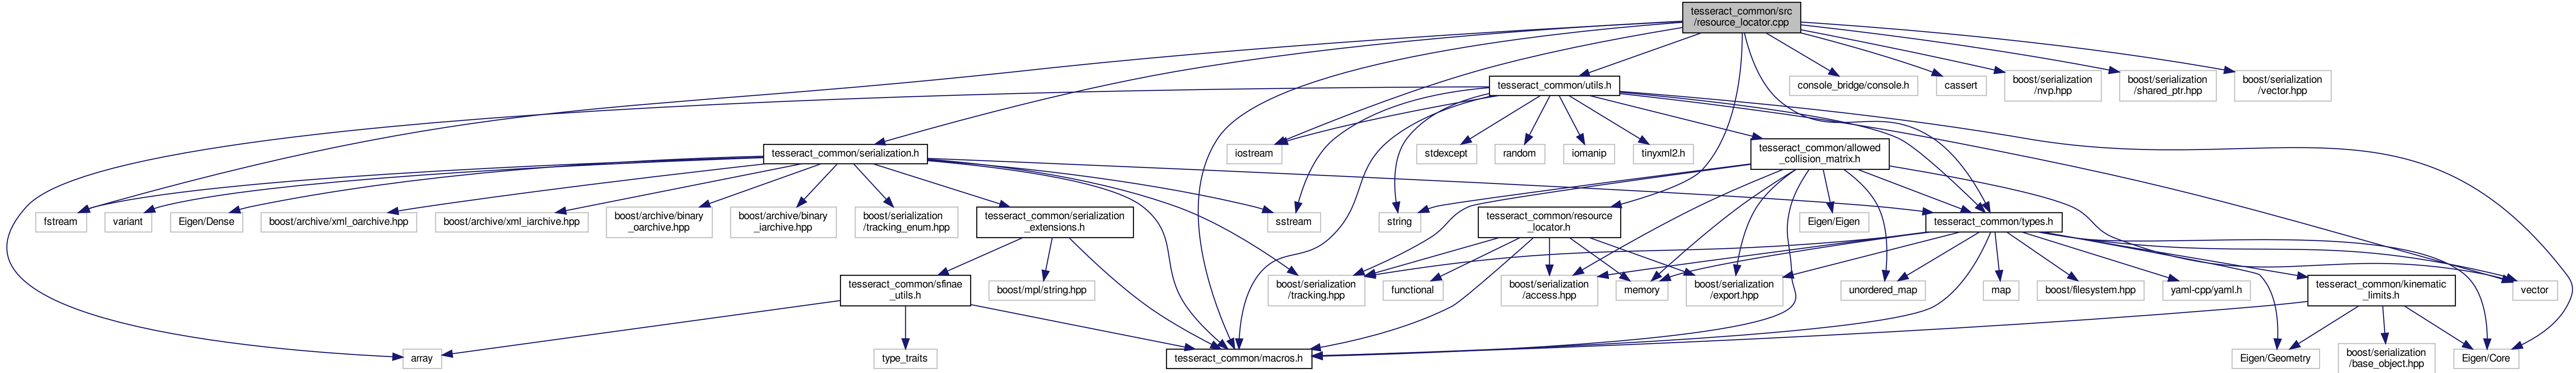 tesseract_common/src
/resource_locator.cpp
tesseract_common/utils.h
console_bridge/console.h
cassert
boost/serialization
/nvp.hpp
boost/serialization
/shared_ptr.hpp
boost/serialization
/vector.hpp
tesseract_common/serialization.h
iostream
stdexcept
random
iomanip
tinyxml2.h
tesseract_common/allowed
_collision_matrix.h
fstream
variant
Eigen/Dense
boost/archive/xml_oarchive.hpp
boost/archive/xml_iarchive.hpp
boost/archive/binary
_oarchive.hpp
boost/archive/binary
_iarchive.hpp
boost/serialization
/tracking_enum.hpp
tesseract_common/serialization
_extensions.h
sstream
string
tesseract_common/resource
_locator.h
Eigen/Eigen
tesseract_common/types.h
tesseract_common/sfinae
_utils.h
boost/mpl/string.hpp
boost/serialization
/tracking.hpp
functional
boost/serialization
/access.hpp
memory
boost/serialization
/export.hpp
unordered_map
map
boost/filesystem.hpp
yaml-cpp/yaml.h
tesseract_common/kinematic
_limits.h
vector
array
type_traits
tesseract_common/macros.h
Eigen/Geometry
boost/serialization
/base_object.hpp
Eigen/Core